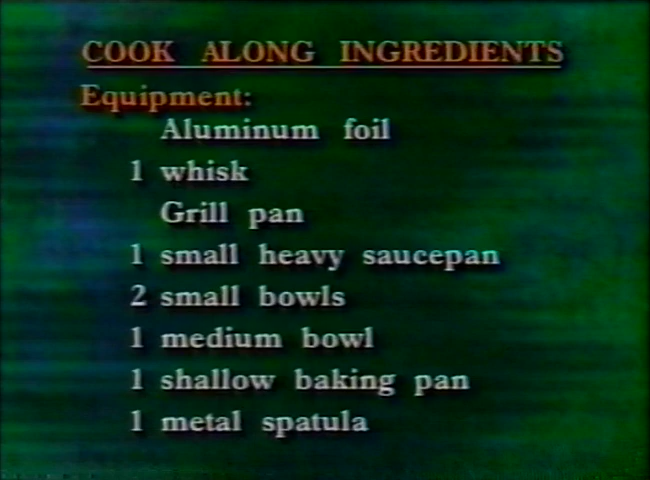 COOK ALONG INGREDIENTS
Equipment:
Aluminum foil
1 whisk
Grill pan
1 small heavy saucepan
2 small bowls
1 medium bowl
1 shallow baking pan
1 metal spatula